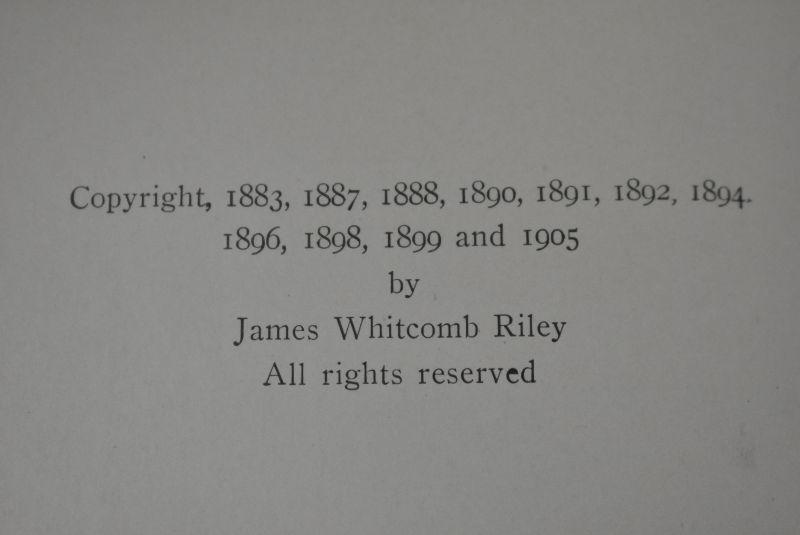 Copyright, 1883, 1887, 1888, 1890, 1891, 1892, 1894.
1896, 1898, 1899 and 1905
by
James Whitcomb Riley
All rights reserved